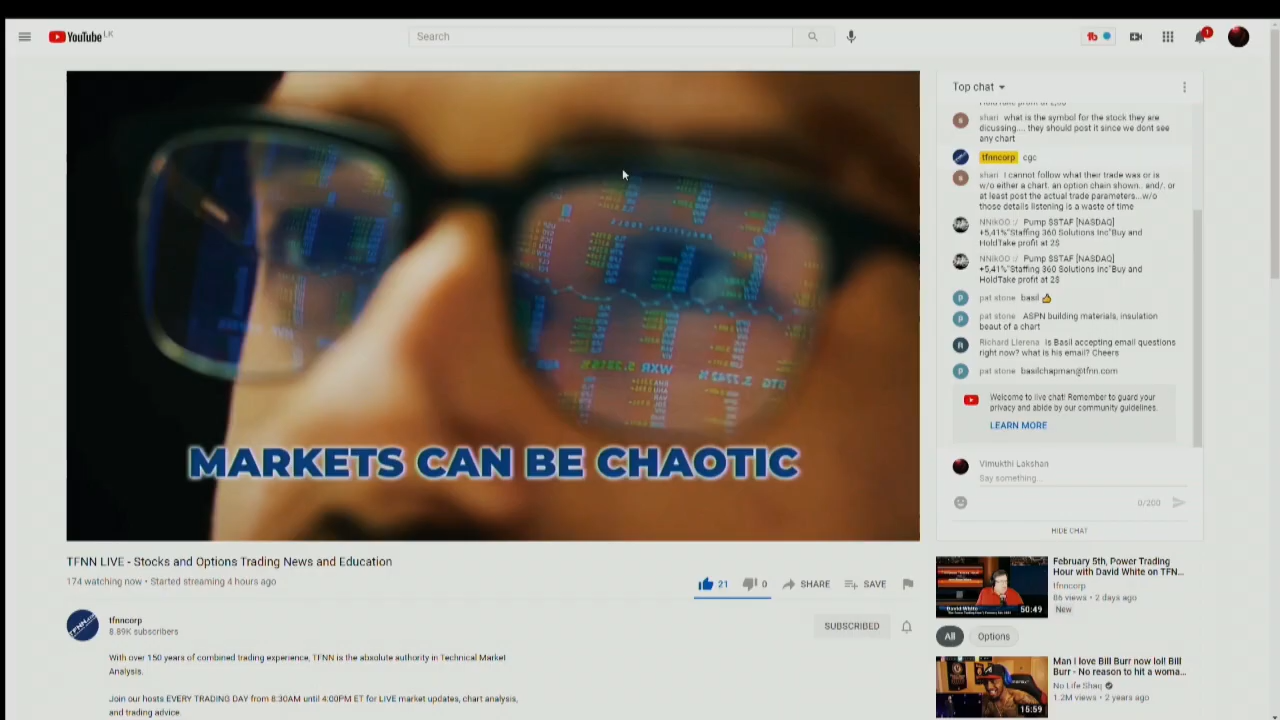 YouTube LK
Search
1
MARKETS CAN BE CHAOTIC
WXR
TFNN LIVE - Stocks and Options Trading News and Education
174 watching now • Started streaming 4 hours ago
21
0
SHARE
SAVE
tfnncorp
8.89K subscribers
SUBSCRIBED
With over 150 years of combined trading experience, TFNN is the absolute authority in Technical Market
Analysis.
Join our hosts EVERY TRADING DAY from 8:30AM until 4:00PM ET for LIVE market updates, chart analysis,
and trading advice.
Top chat
shari what is the symbol for the stock they are
dicussing.... they should post it since we dont see
any chart
tfnncorp cgc
shari I cannot follow what their trade was or is
w/o either a chart, an option chain shown.. and/. or
at least post the actual trade parameters...w/o
those details listening is a waste of time
NNiKOO :/ Pump $STAF [NASDAQ]
+5,41%"Staffing 360 Solutions Inc"Buy and
HoldTake profit at 2$
NNiKOO :/ Pump $STAF [NASDAQ]
+5,41%"Staffing 360 Solutions Inc"Buy and
HoldTake profit at 2$
pat stone basil 👍
pat stone ASPN building materials, insulation
beaut of a chart
Richard Llerena Is Basil accepting email questions
right now? what is his email? Cheers
pat stone basilchapman@tfnn.com
Welcome to live chat! Remember to guard your
privacy and abide by our community guidelines.
LEARN MORE
Vimukthi Lakshan
Say something...
0/200
HIDE CHAT
February 5th, Power Trading
Hour with David White on TFN...
tfnncorp
86 views • 2 days ago
New
David White
50:49
All
Options
Man I love Bill Burr now lol! Bill
Burr - No reason to hit a woma...
No Life Shaq
1.2M views • 2 years ago
15:59